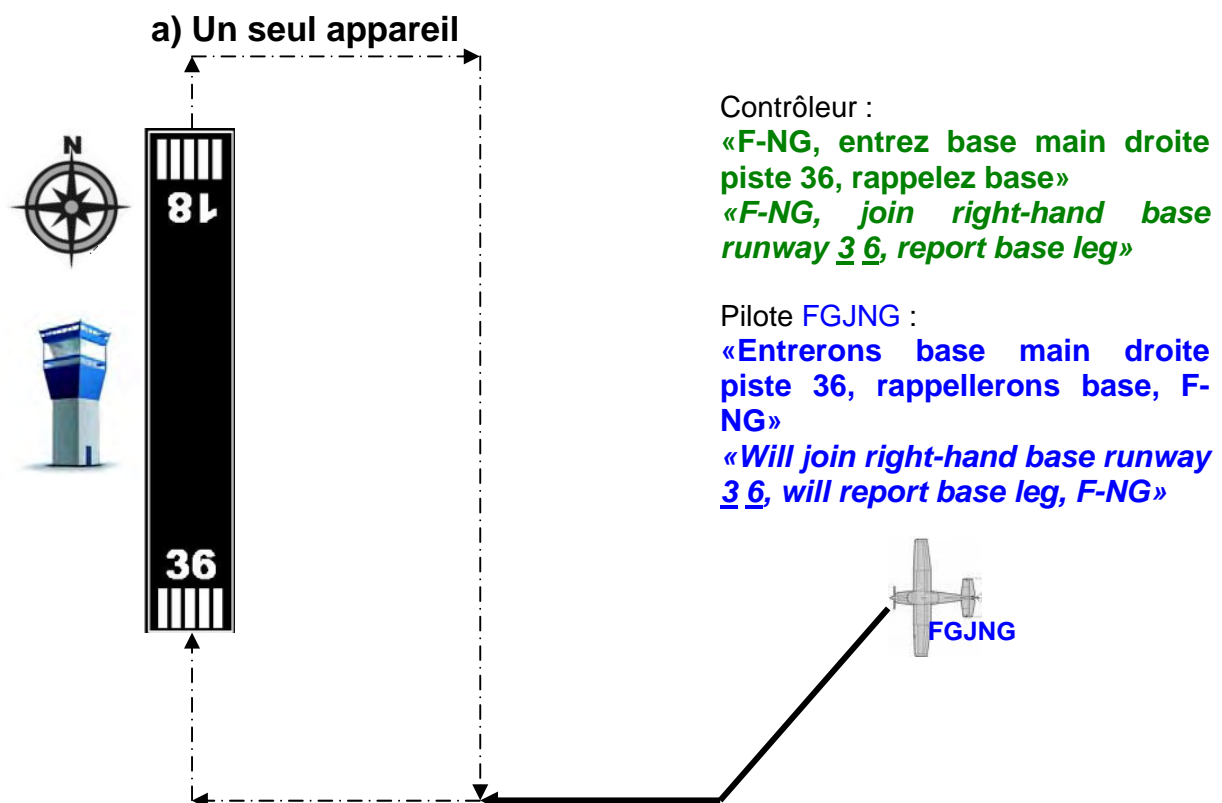 a) Un seul appareil
N
18
36
Contrôleur :
«F-NG, entrez base main droite
piste 36, rappelez base»
«F-NG, join right-hand base
runway 3 6, report base leg»
Pilote FGJNG :
«Entrerons base main droite
piste 36, rappellerons base, F-
NG»
«Will join right-hand base runway
3 6, will report base leg, F-NG»
FGJNG